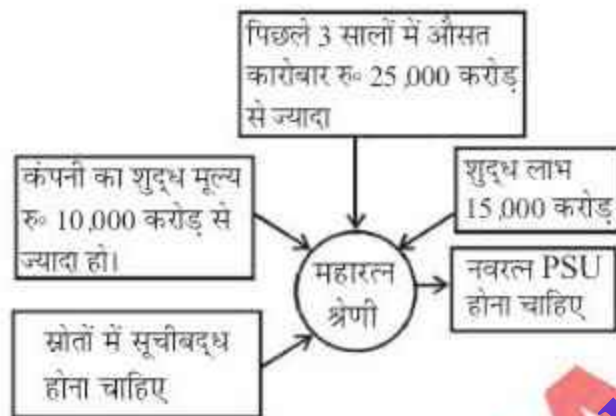 पिछले 3 सालों में औसत
कारोबार रु० 25,000 करोड़
से ज्यादा
कंपनी का शुद्ध मूल्य
रु० 10,000 करोड़ से
ज्यादा हो।
शुद्ध लाभ
15,000 करोड़
महारत्न
श्रेणी
नवरत्न PSU
होना चाहिए
स्रोतों में सूचीबद्ध
होना चाहिए